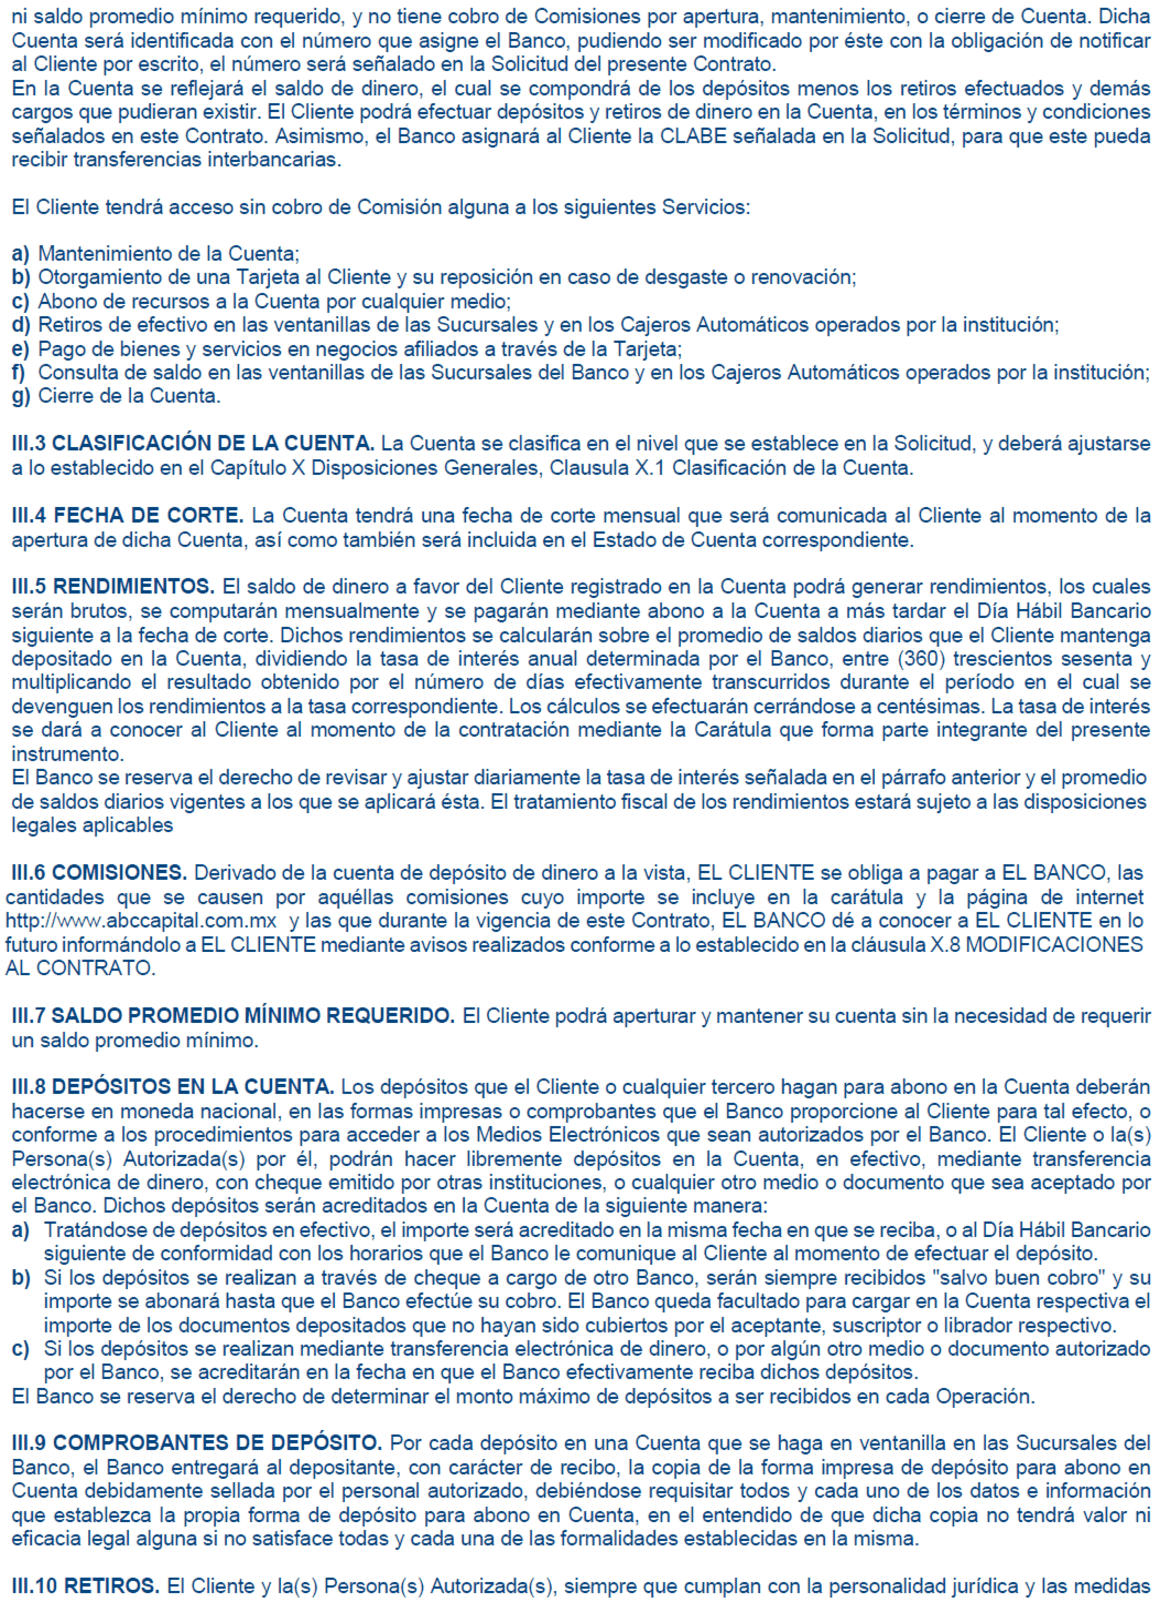 ni saldo promedio mínimo requerido, y no tiene cobro de Comisiones por apertura, mantenimiento, o cierre de Cuenta. Dicha
Cuenta será identificada con el número que asigne el Banco, pudiendo ser modificado por éste con la obligación de notificar
al Cliente por escrito, el número será señalado en la Solicitud del presente Contrato.
En la Cuenta se reflejará el saldo de dinero, el cual se compondrá de los depósitos menos los retiros efectuados y demás
cargos que pudieran existir. El Cliente podrá efectuar depósitos y retiros de dinero en la Cuenta, en los términos y condiciones
señalados en este Contrato. Asimismo, el Banco asignará al Cliente la CLABE señalada en la Solicitud, para que este pueda
recibir transferencias interbancarias.
El Cliente tendrá acceso sin cobro de Comisión alguna a los siguientes Servicios:
a) Mantenimiento de la Cuenta;
b) Otorgamiento de una Tarjeta al Cliente y su reposición en caso de desgaste o renovación;
c) Abono de recursos a la Cuenta por cualquier medio;
d) Retiros de efectivo en las ventanillas de las Sucursales y en los Cajeros Automáticos operados por la institución;
e) Pago de bienes y servicios en negocios afiliados a través de la Tarjeta;
f) Consulta de saldo en las ventanillas de las Sucursales del Banco y en los Cajeros Automáticos operados por la institución;
g) Cierre de la Cuenta.
III.3 CLASIFICACIÓN DE LA CUENTA. La Cuenta se clasifica en el nivel que se establece en la Solicitud, y deberá ajustarse
a lo establecido en el Capítulo X Disposiciones Generales, Clausula X.1 Clasificación de la Cuenta.
III.4 FECHA DE CORTE. La Cuenta tendrá una fecha de corte mensual que será comunicada al Cliente al momento de la
apertura de dicha Cuenta, así como también será incluida en el Estado de Cuenta correspondiente.
III.5 RENDIMIENTOS. El saldo de dinero a favor del Cliente registrado en la Cuenta podrá generar rendimientos, los cuales
serán brutos, se computarán mensualmente y se pagarán mediante abono a la Cuenta a más tardar el Día Hábil Bancario
siguiente a la fecha de corte. Dichos rendimientos se calcularán sobre el promedio de saldos diarios que el Cliente mantenga
depositado en la Cuenta, dividiendo la tasa de interés anual determinada por el Banco, entre (360) trescientos sesenta y
multiplicando el resultado obtenido por el número de días efectivamente transcurridos durante el período en el cual se
devenguen los rendimientos a la tasa correspondiente. Los cálculos se efectuarán cerrándose a centésimas. La tasa de interés
se dará a conocer al Cliente al momento de la contratación mediante la Carátula que forma parte integrante del presente
instrumento.
El Banco se reserva el derecho de revisar y ajustar diariamente la tasa de interés señalada en el párrafo anterior y el promedio
de saldos diarios vigentes a los que se aplicará ésta. El tratamiento fiscal de los rendimientos estará sujeto a las disposiciones
legales aplicables
III.6 COMISIONES. Derivado de la cuenta de depósito de dinero a la vista, EL CLIENTE se obliga a pagar a EL BANCO, las
cantidades que se causen por aquéllas comisiones cuyo importe se incluye en la carátula y la página de internet
http://www.abccapital.com.mx y las que durante la vigencia de este Contrato, EL BANCO dé a conocer a EL CLIENTE en lo
futuro informándolo a EL CLIENTE mediante avisos realizados conforme a lo establecido en la cláusula X.8 MODIFICACIONES
AL CONTRATO.
III.7 SALDO PROMEDIO MÍNIMO REQUERIDO. El Cliente podrá aperturar y mantener su cuenta sin la necesidad de requerir
un saldo promedio mínimo.
III.8 DEPÓSITOS EN LA CUENTA. Los depósitos que el Cliente o cualquier tercero hagan para abono en la Cuenta deberán
hacerse en moneda nacional, en las formas impresas o comprobantes que el Banco proporcione al Cliente para tal efecto, o
conforme a los procedimientos para acceder a los Medios Electrónicos que sean autorizados por el Banco. El Cliente o la(s)
Persona(s) Autorizada(s) por él, podrán hacer libremente depósitos en la Cuenta, en efectivo, mediante transferencia
electrónica de dinero, con cheque emitido por otras instituciones, o cualquier otro medio o documento que sea aceptado por
el Banco. Dichos depósitos serán acreditados en la Cuenta de la siguiente manera:
a) Tratándose de depósitos en efectivo, el importe será acreditado en la misma fecha en que se reciba, o al Día Hábil Bancario
siguiente de conformidad con los horarios que el Banco le comunique al Cliente al momento de efectuar el depósito.
b) Si los depósitos se realizan a través de cheque a cargo de otro Banco, serán siempre recibidos "salvo buen cobro" y su
importe se abonará hasta que el Banco efectúe su cobro. El Banco queda facultado para cargar en la Cuenta respectiva el
importe de los documentos depositados que no hayan sido cubiertos por el aceptante, suscriptor o librador respectivo.
c) Si los depósitos se realizan mediante transferencia electrónica de dinero, o por algún otro medio o documento autorizado
por el Banco, se acreditarán en la fecha en que el Banco efectivamente reciba dichos depósitos.
El Banco se reserva el derecho de determinar el monto máximo de depósitos a ser recibidos en cada Operación.
III.9 COMPROBANTES DE DEPÓSITO. Por cada depósito en una Cuenta que se haga en ventanilla en las Sucursales del
Banco, el Banco entregará al depositante, con carácter de recibo, la copia de la forma impresa de depósito para abono en
Cuenta debidamente sellada por el personal autorizado, debiéndose requisitar todos y cada uno de los datos e información
que establezca la propia forma de depósito para abono en Cuenta, en el entendido de que dicha copia no tendrá valor ni
eficacia legal alguna si no satisface todas y cada una de las formalidades establecidas en la misma.
III.10 RETIROS. El Cliente y la(s) Persona(s) Autorizada(s), siempre que cumplan con la personalidad jurídica y las medidas